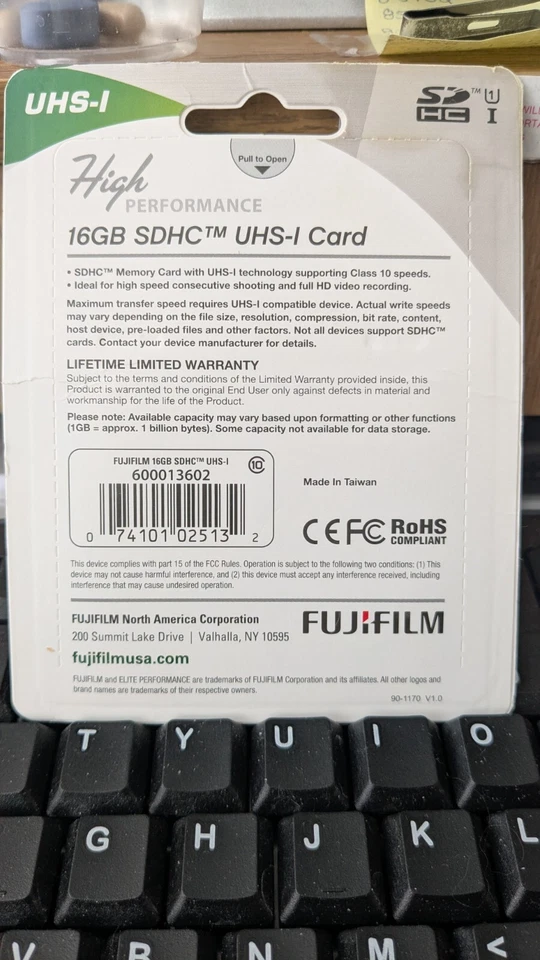 UHS-I
SD HC ™ 1 I
Pull to Open
High
PERFORMANCE
16GB SDHC™ UHS-I Card
• SDHC™ Memory Card with UHS-I technology supporting Class 10 speeds.
• Ideal for high speed consecutive shooting and full HD video recording.
Maximum transfer speed requires UHS-I compatible device. Actual write speeds
may vary depending on the file size, resolution, compression, bit rate, content,
host device, pre-loaded files and other factors. Not all devices support SDHC™
cards. Contact your device manufacturer for details.
LIFETIME LIMITED WARRANTY
Subject to the terms and conditions of the Limited Warranty provided inside, this
Product is warranted to the original End User only against defects in material and
workmanship for the life of the Product.
Please note: Available capacity may vary based upon formatting or other functions
(1GB = approx. 1 billion bytes). Some capacity not available for data storage.
FUJIFILM 16GB SDHC™ UHS-I
10
600013602
0 74101 02513 2
Made In Taiwan
CE FC RoHS
COMPLIANT
This device complies with part 15 of the FCC Rules. Operation is subject to the following two conditions: (1) This
device may not cause harmful interference, and (2) this device must accept any interference received, including
interference that may cause undesired operation.
FUJIFILM North America Corporation
200 Summit Lake Drive | Valhalla, NY 10595
FUJIFILM
fujifilmusa.com
FUJIFILM and ELITE PERFORMANCE are trademarks of FUJIFILM Corporation and its affiliates. All other logos and
brand names are trademarks of their respective owners.
90-1170 V1.0
T Y U I O
G H J K L
V B N M <